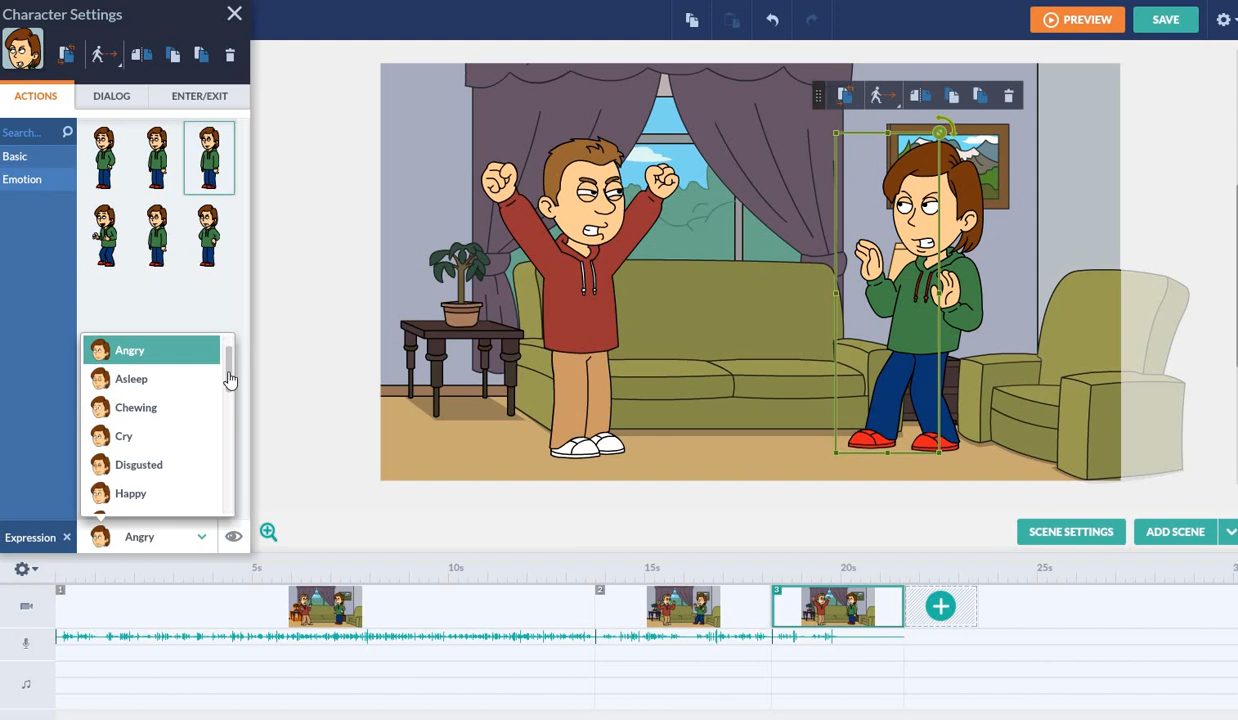 Character Settings
PREVIEW
SAVE
ACTIONS
DIALOG
ENTER/EXIT
Search...
Basic
Emotion
Angry
Asleep
Chewing
Cry
Disgusted
Happy
Expression
Angry
SCENE SETTINGS
ADD SCENE
5s
10s
15s
20s
25s
1
2
3